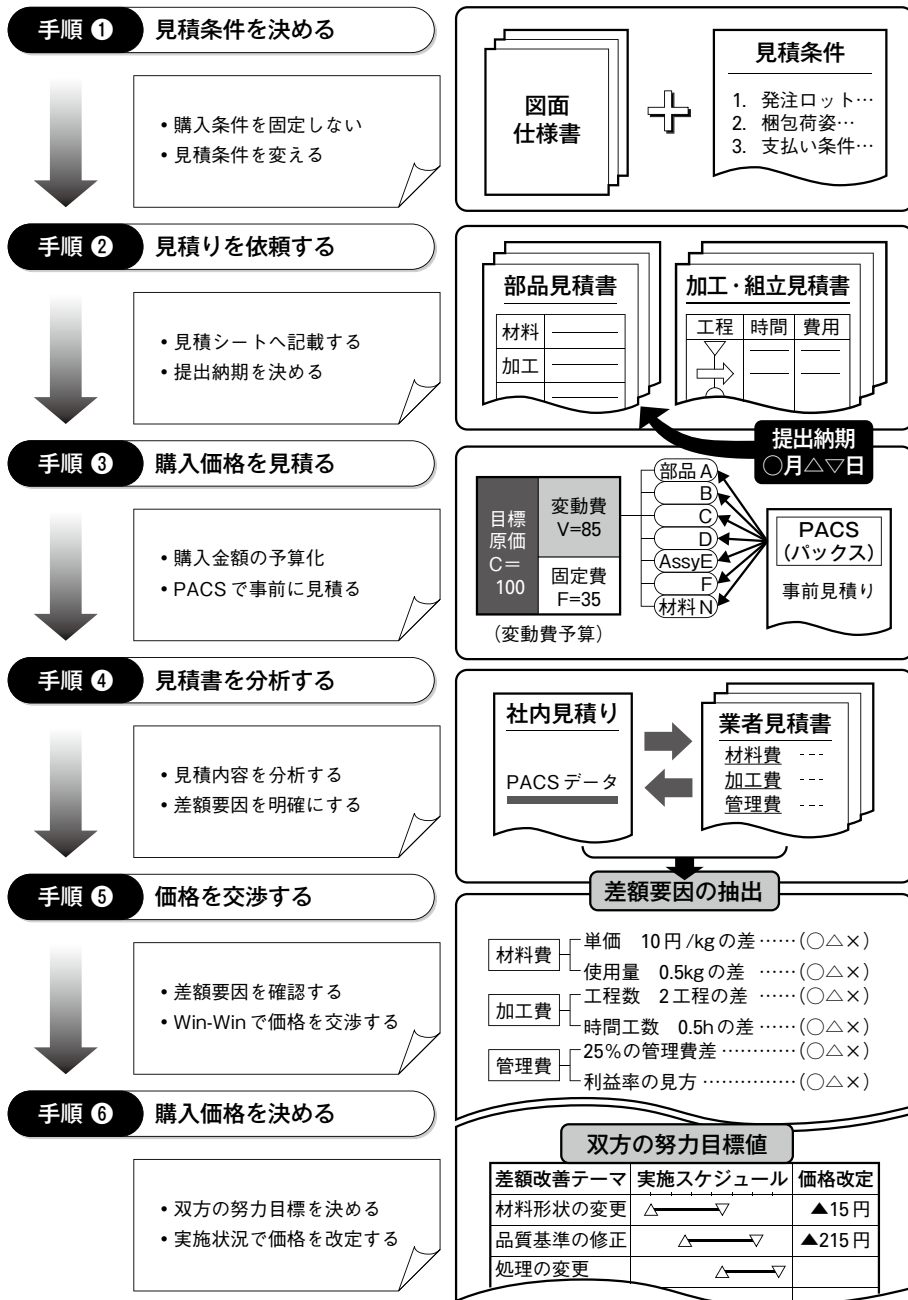 手順 ❶ 見積条件を決める
• 購入条件を固定しない
• 見積条件を変える
図面
仕様書
見積条件
1. 発注ロット…
2. 梱包荷姿…
3. 支払い条件…
手順 ❷ 見積りを依頼する
• 見積シートへ記載する
• 提出納期を決める
部品見積書
材料
加工
加工・組立見積書
工程 時間 費用
提出納期
○月△▽日
手順 ❸ 購入価格を見積る
• 購入金額の予算化
• PACSで事前に見積る
目標
原価
C＝
100
変動費
V=85
固定費
F=35
(変動費予算)
部品A
B
C
D
AssyE
F
材料N
PACS
(パックス)
事前見積り
手順 ❹ 見積書を分析する
• 見積内容を分析する
• 差額要因を明確にする
社内見積り
PACSデータ
業者見積書
材料費 ---
加工費 ---
管理費 ---
手順 ❺ 価格を交渉する
• 差額要因を確認する
• Win-Winで価格を交渉する
差額要因の抽出
材料費
単価 10円/kgの差……(○△×)
使用量 0.5kgの差……(○△×)
加工費
工程数 2工程の差……(○△×)
時間工数 0.5hの差……(○△×)
管理費
25%の管理費差…………(○△×)
利益率の見方……………(○△×)
手順 ❻ 購入価格を決める
• 双方の努力目標を決める
• 実施状況で価格を改定する
双方の努力目標値
差額改善テーマ 実施スケジュール 価格改定
材料形状の変更 ▲15円
品質基準の修正 ▲215円
処理の変更